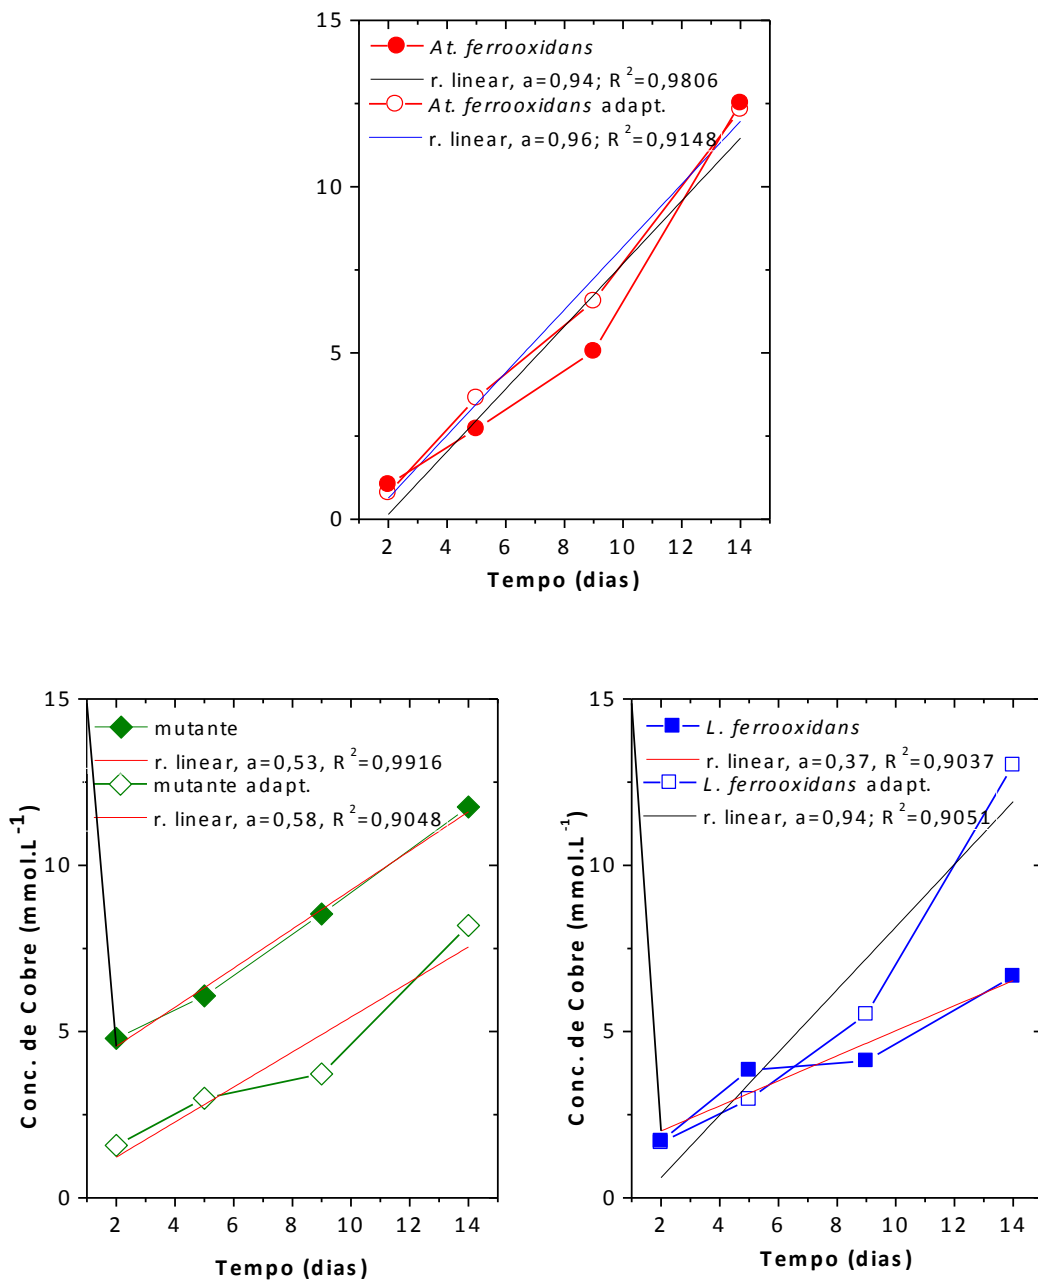 15
At. ferrooxidans
r. linear, a=0,94; R²=0,9806
At. ferrooxidans adapt.
r. linear, a=0,96; R²=0,9148
10
5
0
2 4 6 8 10 12 14
Tempo (dias)
15
mutante
r. linear, a=0,53, R²=0,9916
mutante adapt.
r. linear, a=0,58, R²=0,9048
10
5
0
Conc. de Cobre (mmol.L⁻¹)
2 4 6 8 10 12 14
Tempo (dias)
15
L. ferrooxidans
r. linear, a=0,37, R²=0,9037
L. ferrooxidans adapt.
r. linear, a=0,94; R²=0,9051
10
5
0
Conc. de Cobre (mmol.L⁻¹)
2 4 6 8 10 12 14
Tempo (dias)